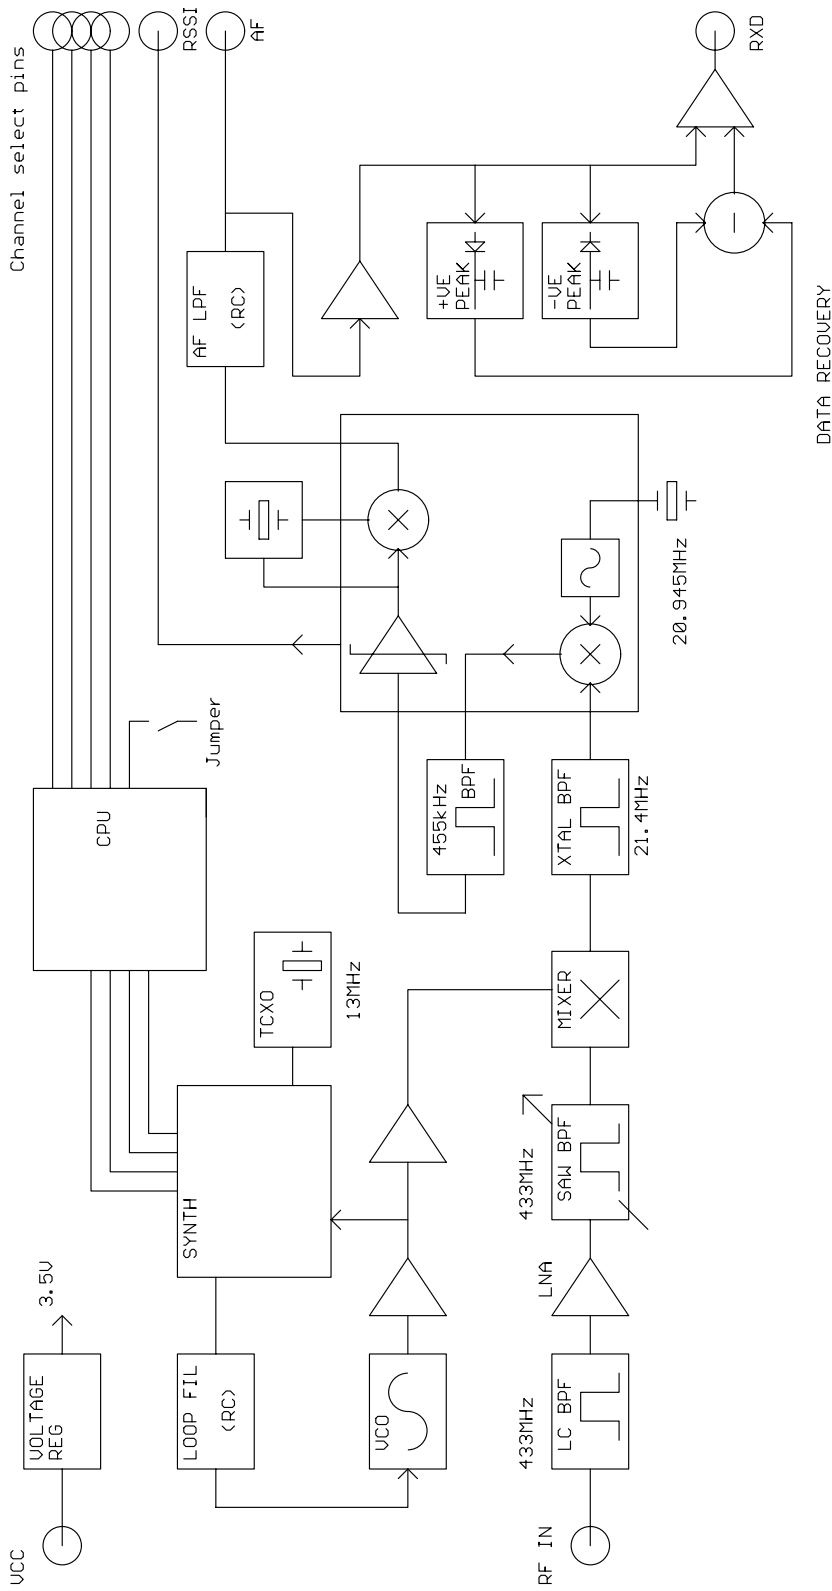 VCC
VOLTAGE
REG
3.5V
Channel select pins
RSSI
AF
CPU
Jumper
LOOP FIL
(RC)
SYNTH
TCXO
13MHz
AF LPF
(RC)
VCO
455kHz
BPF
+VE
PEAK
-VE
PEAK
RXD
RF IN
433MHz
LC BPF
LNA
433MHz
SAW BPF
MIXER
XTAL BPF
21.4MHz
20.945MHz
DATA RECOVERY